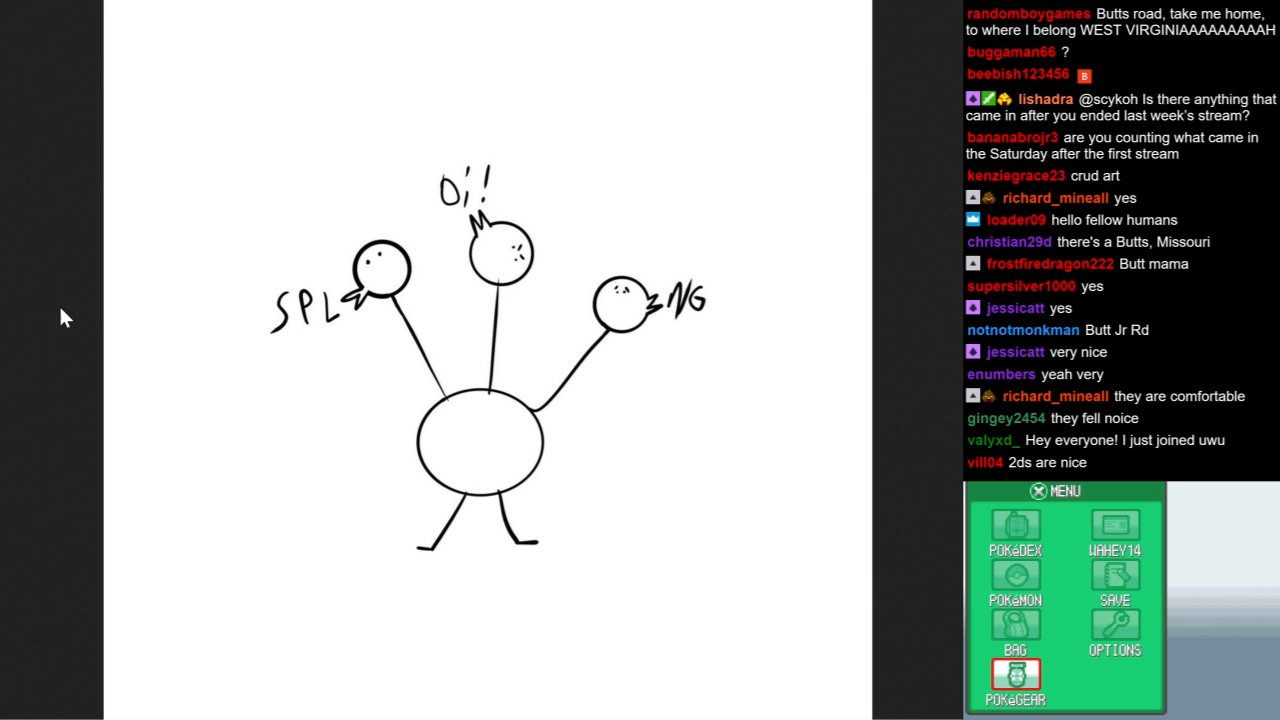 Oi!
SPL
NG
randomboygames Butts road, take me home,
to where I belong WEST VIRGINIAAAAAAAAAH
buggaman66 ?
beebish123456 B
lishadra @scykoh Is there anything that
came in after you ended last week's stream?
bananabrojr3 are you counting what came in
the Saturday after the first stream
kenziegrace23 crud art
richard_mineall yes
loader09 hello fellow humans
christian29d there's a Butts, Missouri
frostfiredragon222 Butt mama
supersilver1000 yes
jessicatt yes
notnotmonkman Butt Jr Rd
jessicatt very nice
enumbers yeah very
richard_mineall they are comfortable
gingey2454 they fell noice
valyxd_ Hey everyone! I just joined uwu
vill04 2ds are nice
MENU
POKéDEX
WAHEY14
POKéMON
SAVE
BAG
OPTIONS
POKéGEAR